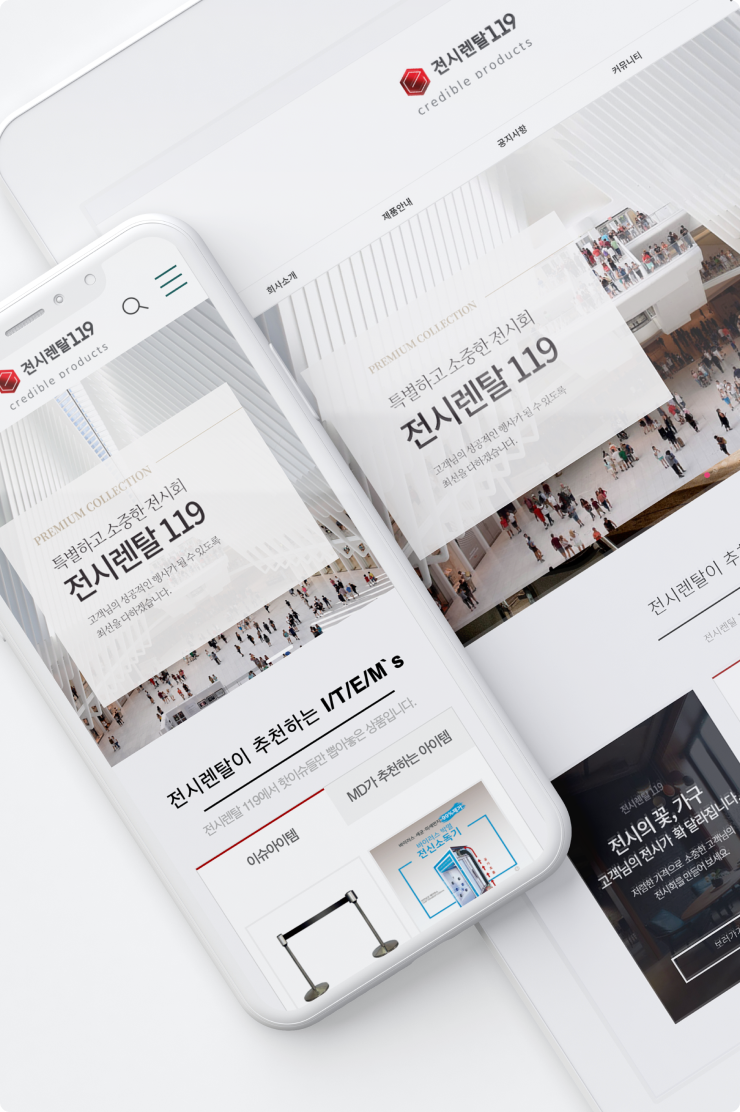 전시렌탈119
credible products
회사소개
제품안내
공지사항
커뮤니티
PREMIUM COLLECTION
특별하고 소중한 전시회
전시렌탈 119
고객님의 성공적인 행사가 될 수 있도록
최선을 다하겠습니다.
전시렌탈이 추천
전시렌탈
전시렌탈119
전시의 꽃, 가구
고객님의 전시가 확 달라집니다.
저렴한 가격으로, 소중한 고객님의
전시회를 만들어 보세요.
보러가기
전시렌탈119
credible products
PREMIUM COLLECTION
특별하고 소중한 전시회
전시렌탈 119
고객님의 성공적인 행사가 될 수 있도록
최선을 다하겠습니다.
전시렌탈이 추천하는 I/T/E/M`s
전시렌탈 119에서 핫이슈들만 뽑아놓은 상품입니다.
이슈아이템
MD가 추천하는 아이템
전신소독기